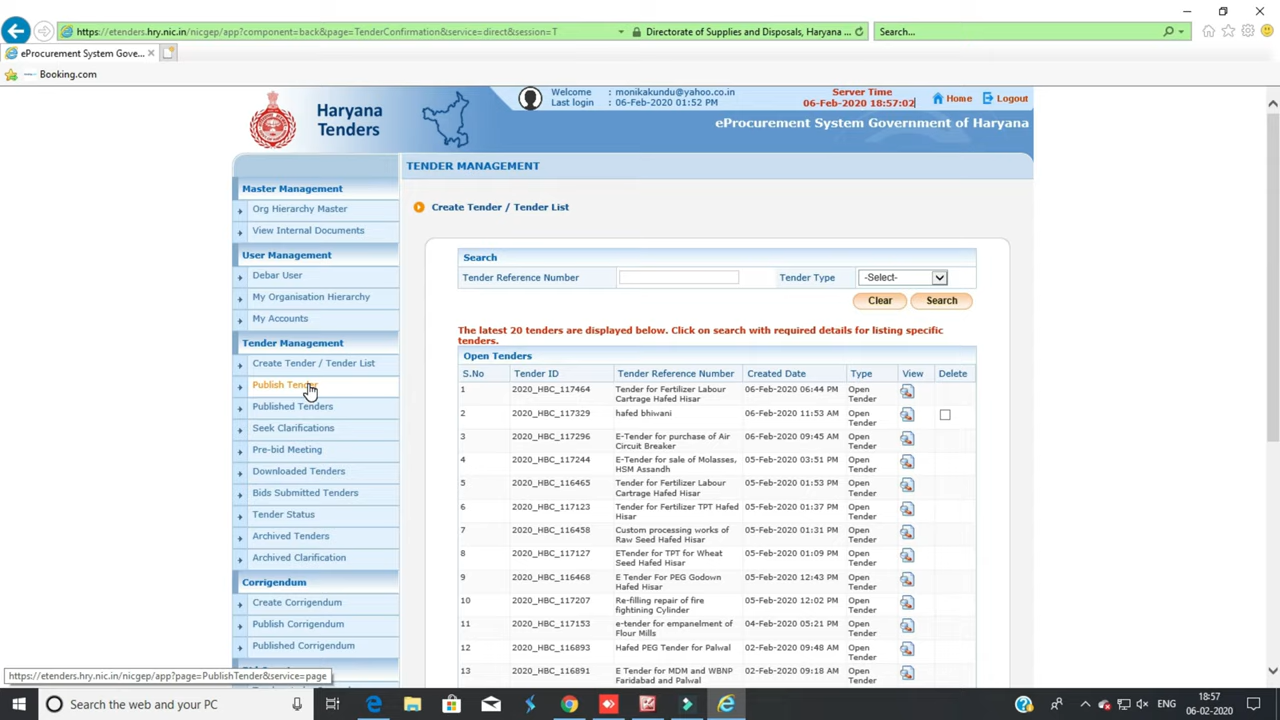 https://etenders.hry.nic.in/nicgep/app?component=back&page=TenderConfirmation&service=direct&session=T
Directorate of Supplies and Disposals, Haryana ...
Search...
eProcurement System Gove...
Booking.com
Haryana Tenders
Welcome : monikakundu@yahoo.co.in
Last login : 06-Feb-2020 01:52 PM
Server Time
06-Feb-2020 18:57:02
Home
Logout
eProcurement System Government of Haryana
Master Management
Org Hierarchy Master
View Internal Documents
User Management
Debar User
My Organisation Hierarchy
My Accounts
Tender Management
Create Tender / Tender List
Publish Tender
Published Tenders
Seek Clarifications
Pre-bid Meeting
Downloaded Tenders
Bids Submitted Tenders
Tender Status
Archived Tenders
Archived Clarification
Corrigendum
Create Corrigendum
Publish Corrigendum
Published Corrigendum
TENDER MANAGEMENT
Create Tender / Tender List
Search
Tender Reference Number Tender Type -Select-
Clear Search
The latest 20 tenders are displayed below. Click on search with required details for listing specific
tenders.
Open Tenders
S.No Tender ID Tender Reference Number Created Date Type View Delete
1 2020_HBC_117464 Tender for Fertilizer Labour Cartrage Hafed Hisar 06-Feb-2020 06:44 PM Open Tender
2 2020_HBC_117329 hafed bhiwani 06-Feb-2020 11:53 AM Open Tender
3 2020_HBC_117296 E-Tender for purchase of Air Circuit Breaker 06-Feb-2020 09:45 AM Open Tender
4 2020_HBC_117244 E-Tender for sale of Molasses, HSM Assandh 05-Feb-2020 03:51 PM Open Tender
5 2020_HBC_116465 Tender for Fertilizer Labour Cartrage Hafed Hisar 05-Feb-2020 01:53 PM Open Tender
6 2020_HBC_117123 Tender for Fertilizer TPT Hafed Hisar 05-Feb-2020 01:37 PM Open Tender
7 2020_HBC_116458 Custom processing works of Raw Seed Hafed Hisar 05-Feb-2020 01:31 PM Open Tender
8 2020_HBC_117127 ETender for TPT for Wheat Seed Hafed Hisar 05-Feb-2020 01:09 PM Open Tender
9 2020_HBC_116468 E Tender For PEG Godown Hafed Hisar 05-Feb-2020 12:43 PM Open Tender
10 2020_HBC_117207 Re-filling repair of fire fightining Cylinder 05-Feb-2020 12:02 PM Open Tender
11 2020_HBC_117153 e-tender for empanelment of Flour Mills 04-Feb-2020 05:21 PM Open Tender
12 2020_HBC_116893 Hafed PEG Tender for Palwal 02-Feb-2020 09:48 AM Open Tender
13 2020_HBC_116891 E Tender for MDM and WBNP Faridabad and Palwal 02-Feb-2020 09:18 AM Open Tender
https://etenders.hry.nic.in/nicgep/app?page=PublishTender&service=page
Search the web and your PC
ENG
18:57
06-02-2020